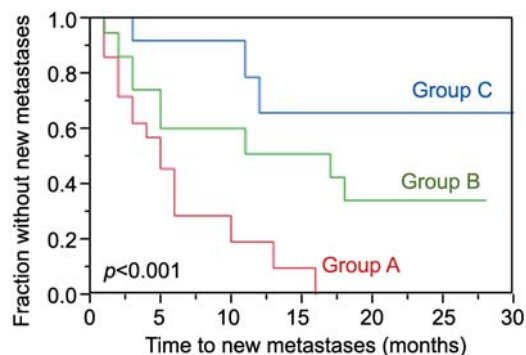 Fraction without new metastases
1.0
0.8
0.6
0.4
0.2
0.0
Group C
Group B
Group A
p<0.001
0 5 10 15 20 25 30
Time to new metastases (months)